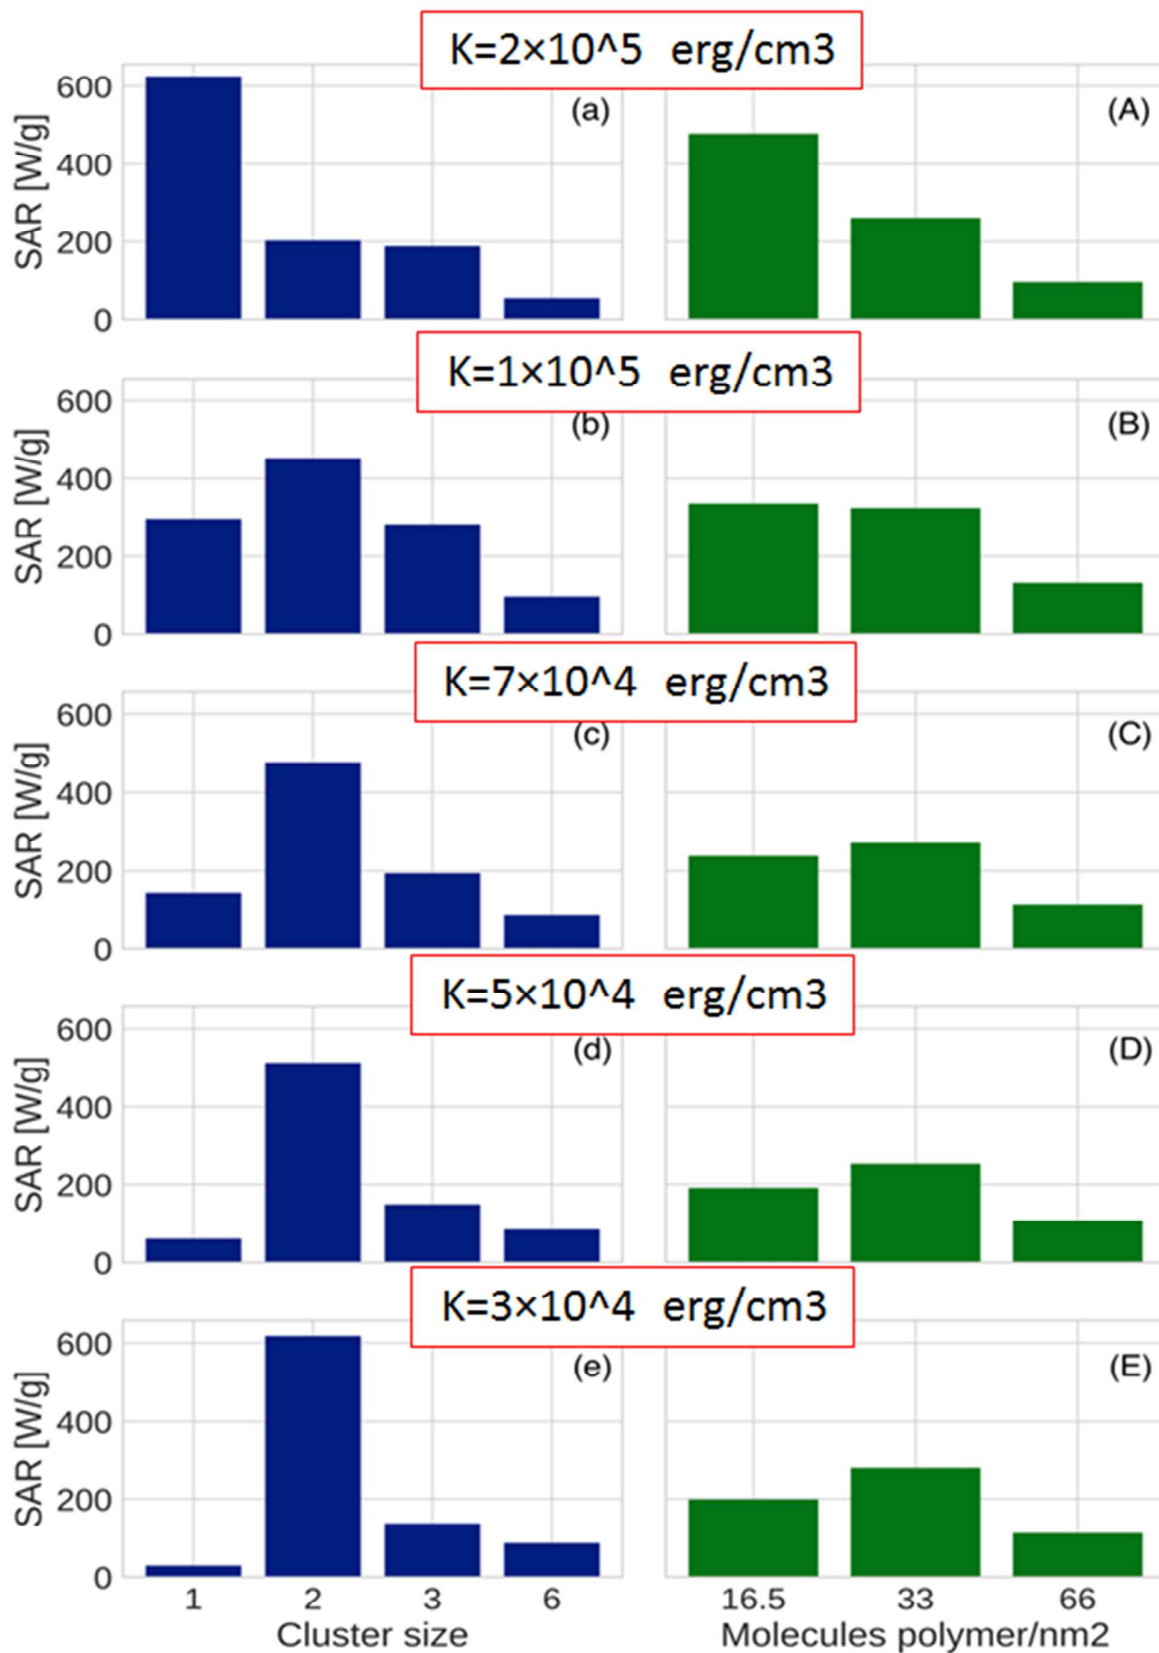 K=2×10^5 erg/cm3
600
400
200
0
SAR [W/g]
(a)
(A)
K=1×10^5 erg/cm3
600
400
200
0
SAR [W/g]
(b)
(B)
K=7×10^4 erg/cm3
600
400
200
0
SAR [W/g]
(c)
(C)
K=5×10^4 erg/cm3
600
400
200
0
SAR [W/g]
(d)
(D)
K=3×10^4 erg/cm3
600
400
200
0
SAR [W/g]
(e)
(E)
1 2 3 6
16.5 33 66
Cluster size
Molecules polymer/nm2